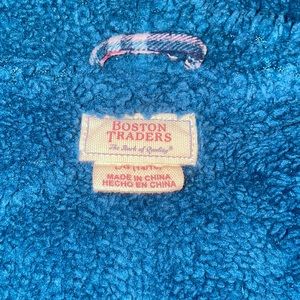 BOSTON
TRADERS
The Mark of Quality
MADE IN CHINA
HECHO EN CHINA